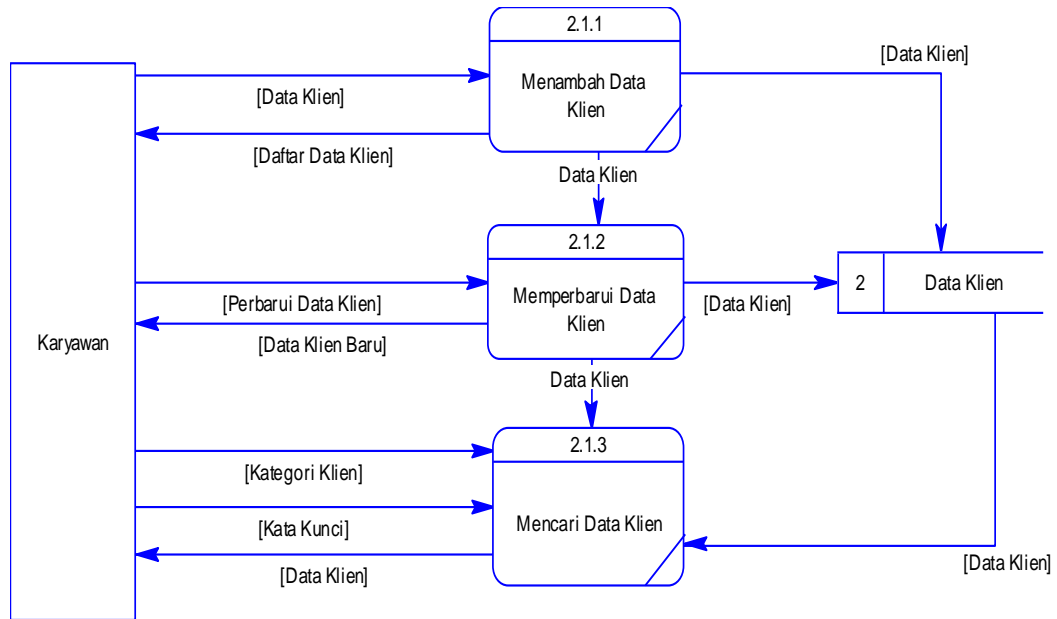 2.1.1
Menambah Data
Klien
[Data Klien]
[Data Klien]
[Daftar Data Klien]
Data Klien
2.1.2
Memperbarui Data
Klien
2
Data Klien
[Perbarui Data Klien]
[Data Klien]
[Data Klien Baru]
Karyawan
Data Klien
2.1.3
Mencari Data Klien
[Kategori Klien]
[Kata Kunci]
[Data Klien]
[Data Klien]